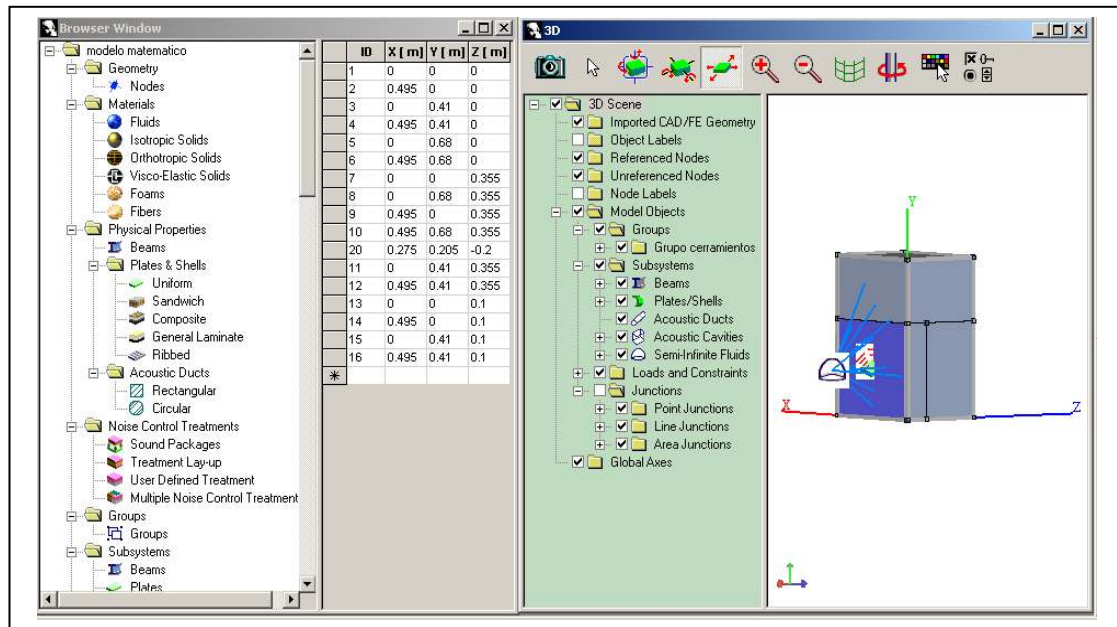 Browser Window
modelo matematico
Geometry
Nodes
Materials
Fluids
Isotropic Solids
Orthotropic Solids
Visco-Elastic Solids
Foams
Fibers
Physical Properties
Beams
Plates & Shells
Uniform
Sandwich
Composite
General Laminate
Ribbed
Acoustic Ducts
Rectangular
Circular
Noise Control Treatments
Sound Packages
Treatment Lay-up
User Defined Treatment
Multiple Noise Control Treatment
Groups
Groups
Subsystems
Beams
Plates
ID X [ m] Y [ m] Z [ m]
1 0 0 0
2 0.495 0 0
3 0 0.41 0
4 0.495 0.41 0
5 0 0.68 0
6 0.495 0.68 0
7 0 0 0.355
8 0 0.68 0.355
9 0.495 0 0.355
10 0.495 0.68 0.355
20 0.275 0.205 -0.2
11 0 0.41 0.355
12 0.495 0.41 0.355
13 0 0 0.1
14 0.495 0 0.1
15 0 0.41 0.1
16 0.495 0.41 0.1
3D
3D Scene
Imported CAD/FE Geometry
Object Labels
Referenced Nodes
Unreferenced Nodes
Node Labels
Model Objects
Groups
Grupo cerramientos
Subsystems
Beams
Plates/Shells
Acoustic Ducts
Acoustic Cavities
Semi-Infinite Fluids
Loads and Constraints
Junctions
Point Junctions
Line Junctions
Area Junctions
Global Axes
Y
X
Z